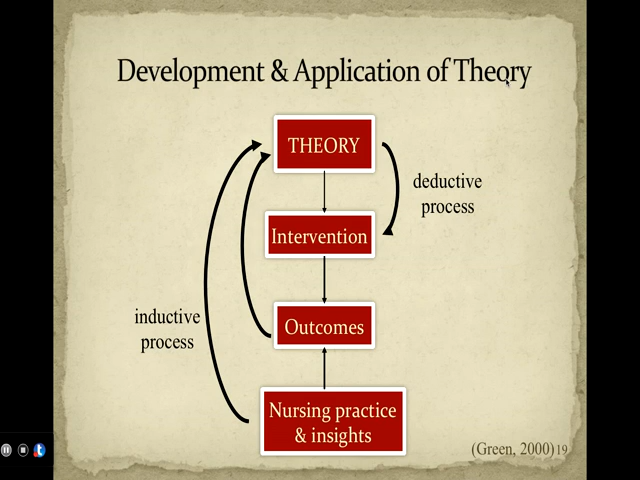 Development & Application of Theory
THEORY
deductive
process
Intervention
inductive
process
Outcomes
Nursing practice
& insights
(Green, 2000)19